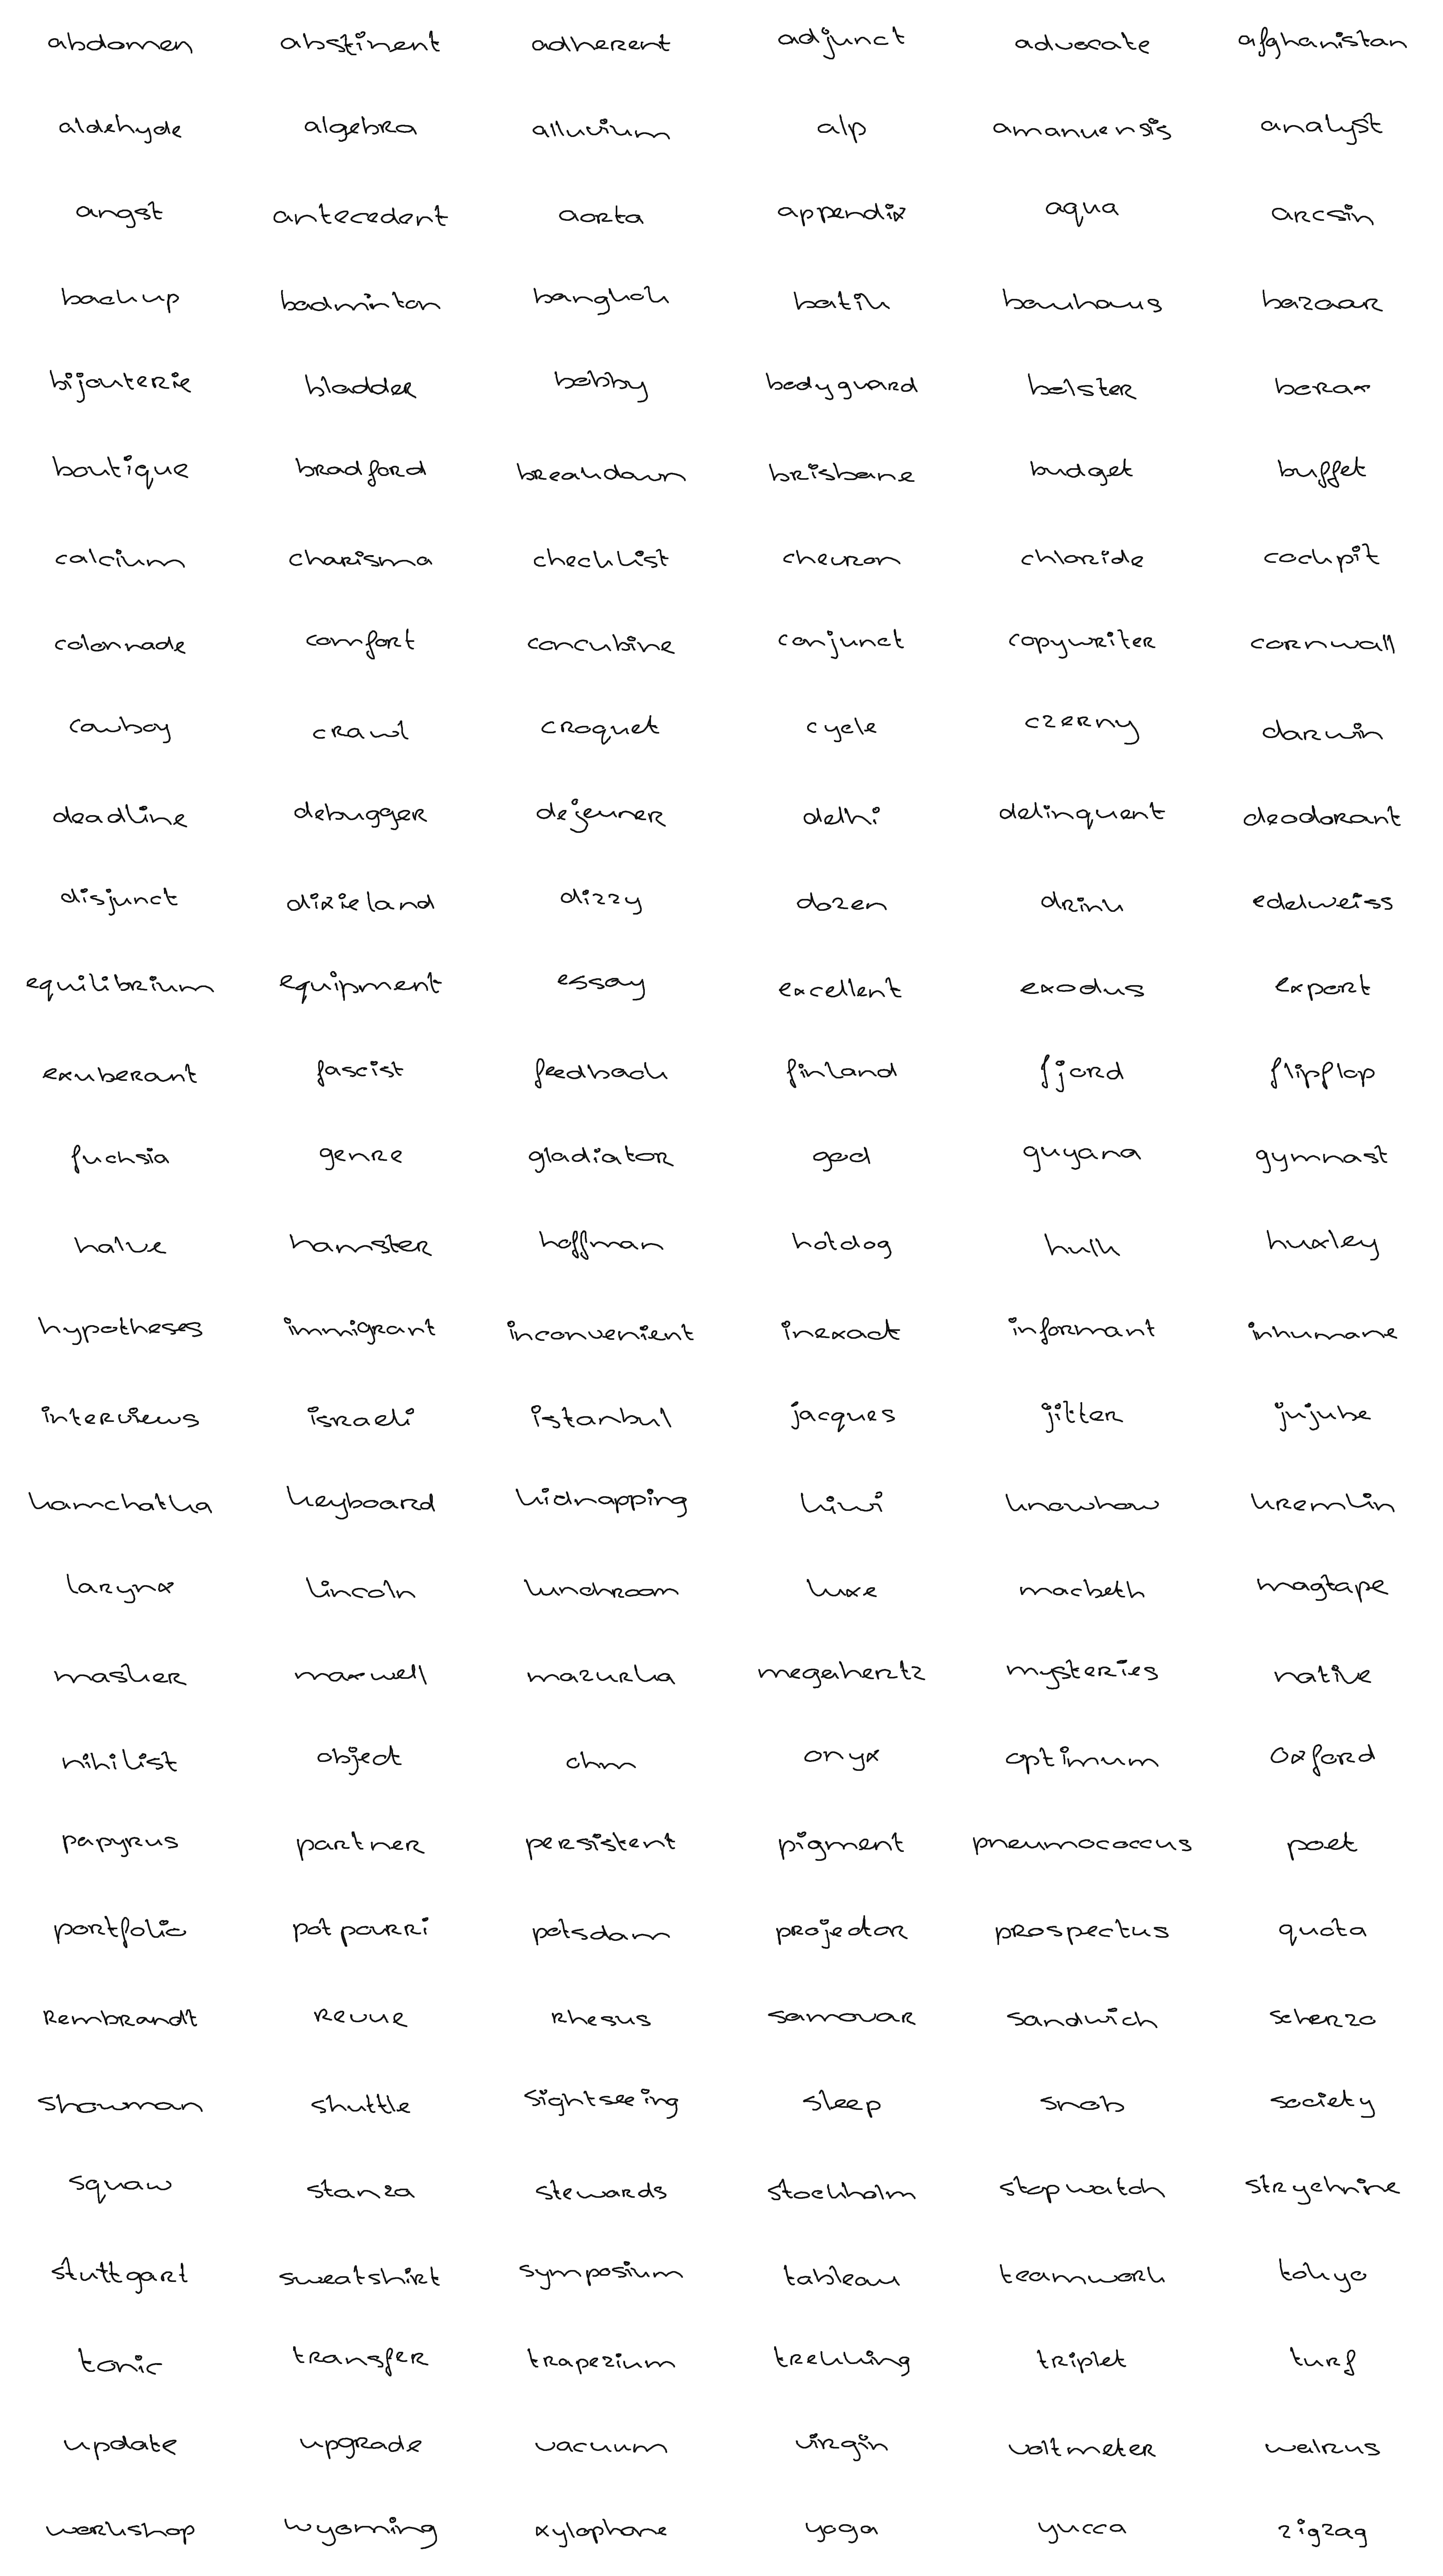 abdomen abstinent adherent adjunct advocate afghanistan
aldehyde algebra alluvium alp amanuensis analyst
angst antecedent aorta appendix aqua arcsin
backup badminton bangkok batik bauhaus bazaar
bijouterie bladder bobby bodyguard bolster borax
boutique bradford breakdown brisbane budget buffet
calcium charisma checklist chevron chloride cockpit
colonnade comfort concubine conjunct copywriter cornwall
cowboy crawl croquet cycle czerny darwin
deadline debugger dejeuner delhi delinquent deodorant
disjunct dixieland dizzy dozen drink edelweiss
equilibrium equipment essay excellent exodus export
exuberant fascist feedback finland fjord flipflop
fuchsia genre gladiator god guyana gymnast
halve hamster hoffman hotdog hulk huxley
hypotheses immigrant inconvenient inexact informant inhumane
interviews israeli istanbul jacques jitter jujube
kamchatka keyboard kidnapping kiwi knowhow kremlin
larynx lincoln lunchroom luxe macbeth magtape
masker maxwell mazurka megahertz mysteries native
nihilist object ohm onyx optimum oxford
papyrus partner persistent pigment pneumococcus poet
portfolio potpourri potsdam projector prospectus quota
rembrandt revue rhesus samovar sandwich scherzo
showman shuttle sightseeing sleep snob society
squaw stanza stewards stockholm stopwatch strychnine
stuttgart sweatshirt symposium tableau teamwork tokyo
tonic transfer trapezium trekking triplet turf
update upgrade vacuum virgin voltmeter walrus
workshop wyoming xylophone yoga yucca zigzag